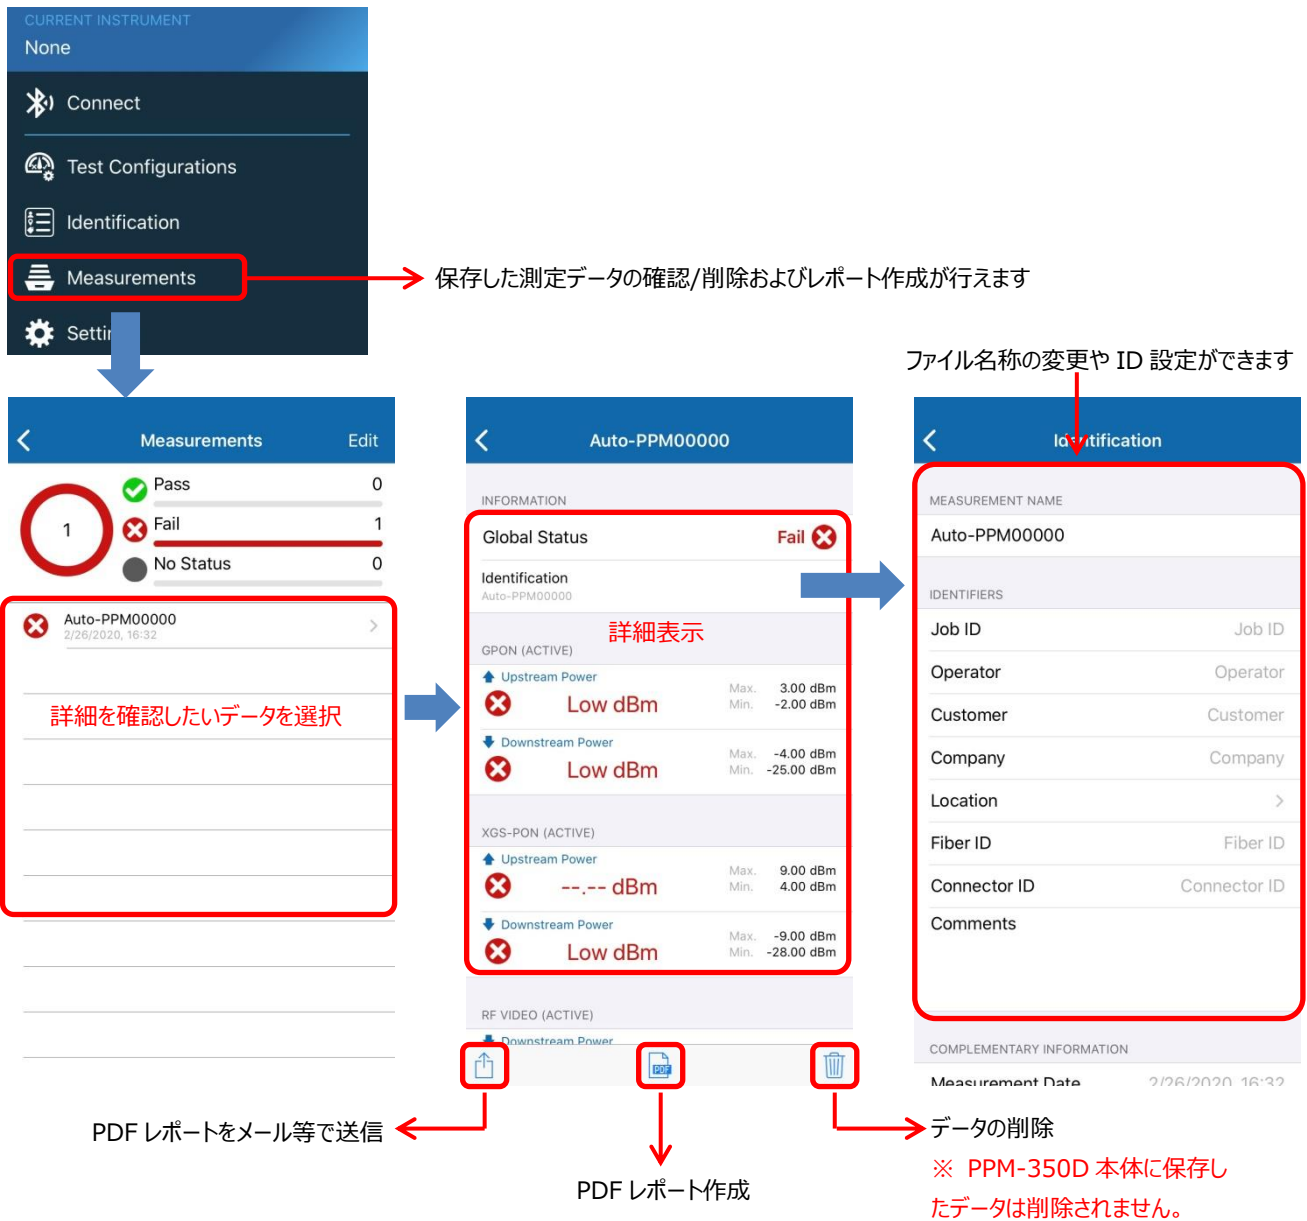 CURRENT INSTRUMENT
None
Connect
Test Configurations
Identification
Measurements
保存した測定データの確認/削除およびレポート作成が行えます
ファイル名称の変更や ID 設定ができます
Measurements
Edit
Pass 0
1
Fail 1
No Status 0
Auto-PPM00000
2/26/2020, 16:32
詳細を確認したいデータを選択
Auto-PPM00000
INFORMATION
Global Status Fail
Identification
Auto-PPM00000
詳細表示
GPON (ACTIVE)
Upstream Power
Low dBm
Max. 3.00 dBm
Min. -2.00 dBm
Downstream Power
Low dBm
Max. -4.00 dBm
Min. -25.00 dBm
XGS-PON (ACTIVE)
Upstream Power
--.-- dBm
Max. 9.00 dBm
Min. 4.00 dBm
Downstream Power
Low dBm
Max. -9.00 dBm
Min. -28.00 dBm
RF VIDEO (ACTIVE)
Downstream Power
PDF
Identification
MEASUREMENT NAME
Auto-PPM00000
IDENTIFIERS
Job ID Job ID
Operator Operator
Customer Customer
Company Company
Location
Fiber ID Fiber ID
Connector ID Connector ID
Comments
COMPLEMENTARY INFORMATION
Measurement Date 2/26/2020, 16:32
PDF レポートをメール等で送信
PDF レポート作成
データの削除
※ PPM-350D 本体に保存し
たデータは削除されません。